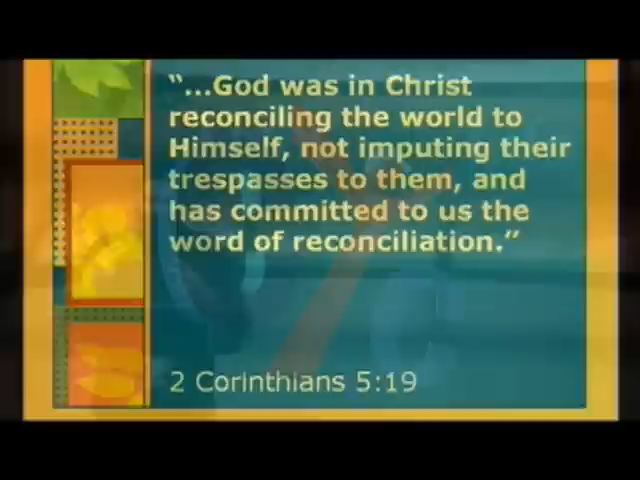 “...God was in Christ
reconciling the world to
Himself, not imputing their
trespasses to them, and
has committed to us the
word of reconciliation.”
2 Corinthians 5:19